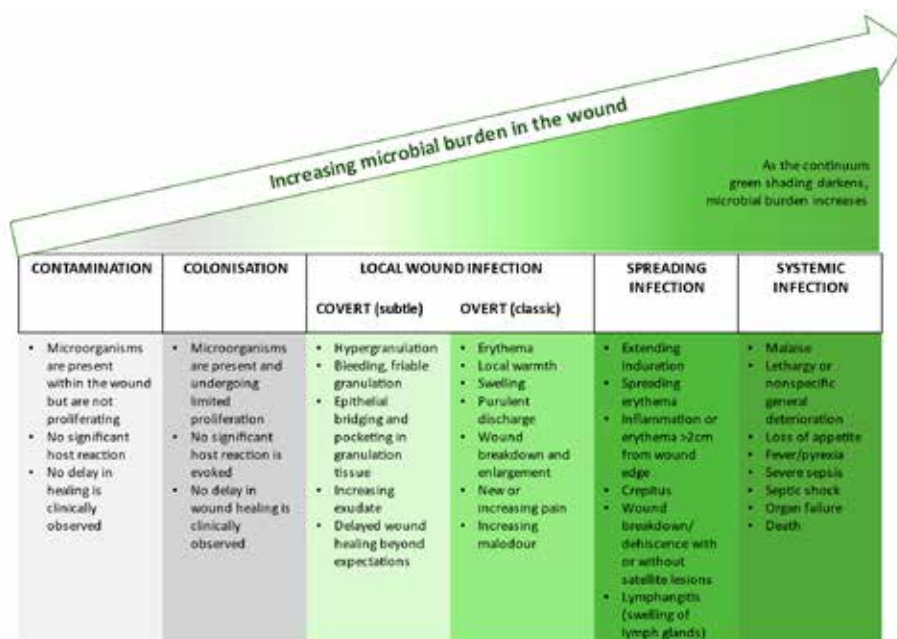 Increasing microbial burden in the wound
As the continuum
green shading darkens,
microbial burden increases
CONTAMINATION
COLONISATION
LOCAL WOUND INFECTION
COVERT (subtle)
OVERT (classic)
SPREADING
INFECTION
SYSTEMIC
INFECTION
• Microorganisms
are present
within the wound
but are not
proliferating
• No significant
host reaction
• No delay in
healing is
clinically
observed
• Microorganisms
are present and
undergoing
limited
proliferation
• No significant
host reaction is
evoked
• No delay in
wound healing is
clinically
observed
• Hypergranulation
• Bleeding, friable
granulation
• Epithelial
bridging and
pocketing in
granulation
tissue
• Increasing
exudate
• Delayed wound
healing beyond
expectations
• Erythema
• Local warmth
• Swelling
• Purulent
discharge
• Wound
breakdown and
enlargement
• New or
increasing pain
• Increasing
malodour
• Extending
induration
• Spreading
erythema
• Inflammation or
erythema >2cm
from wound
edge
• Crepitus
• Wound
breakdown/
dehiscence with
or without
satellite lesions
• Lymphangitis
(swelling of
lymph glands)
• Malaise
• Lethargy or
nonspecific
general
deterioration
• Loss of appetite
• Fever/pyrexia
• Severe sepsis
• Septic shock
• Organ failure
• Death